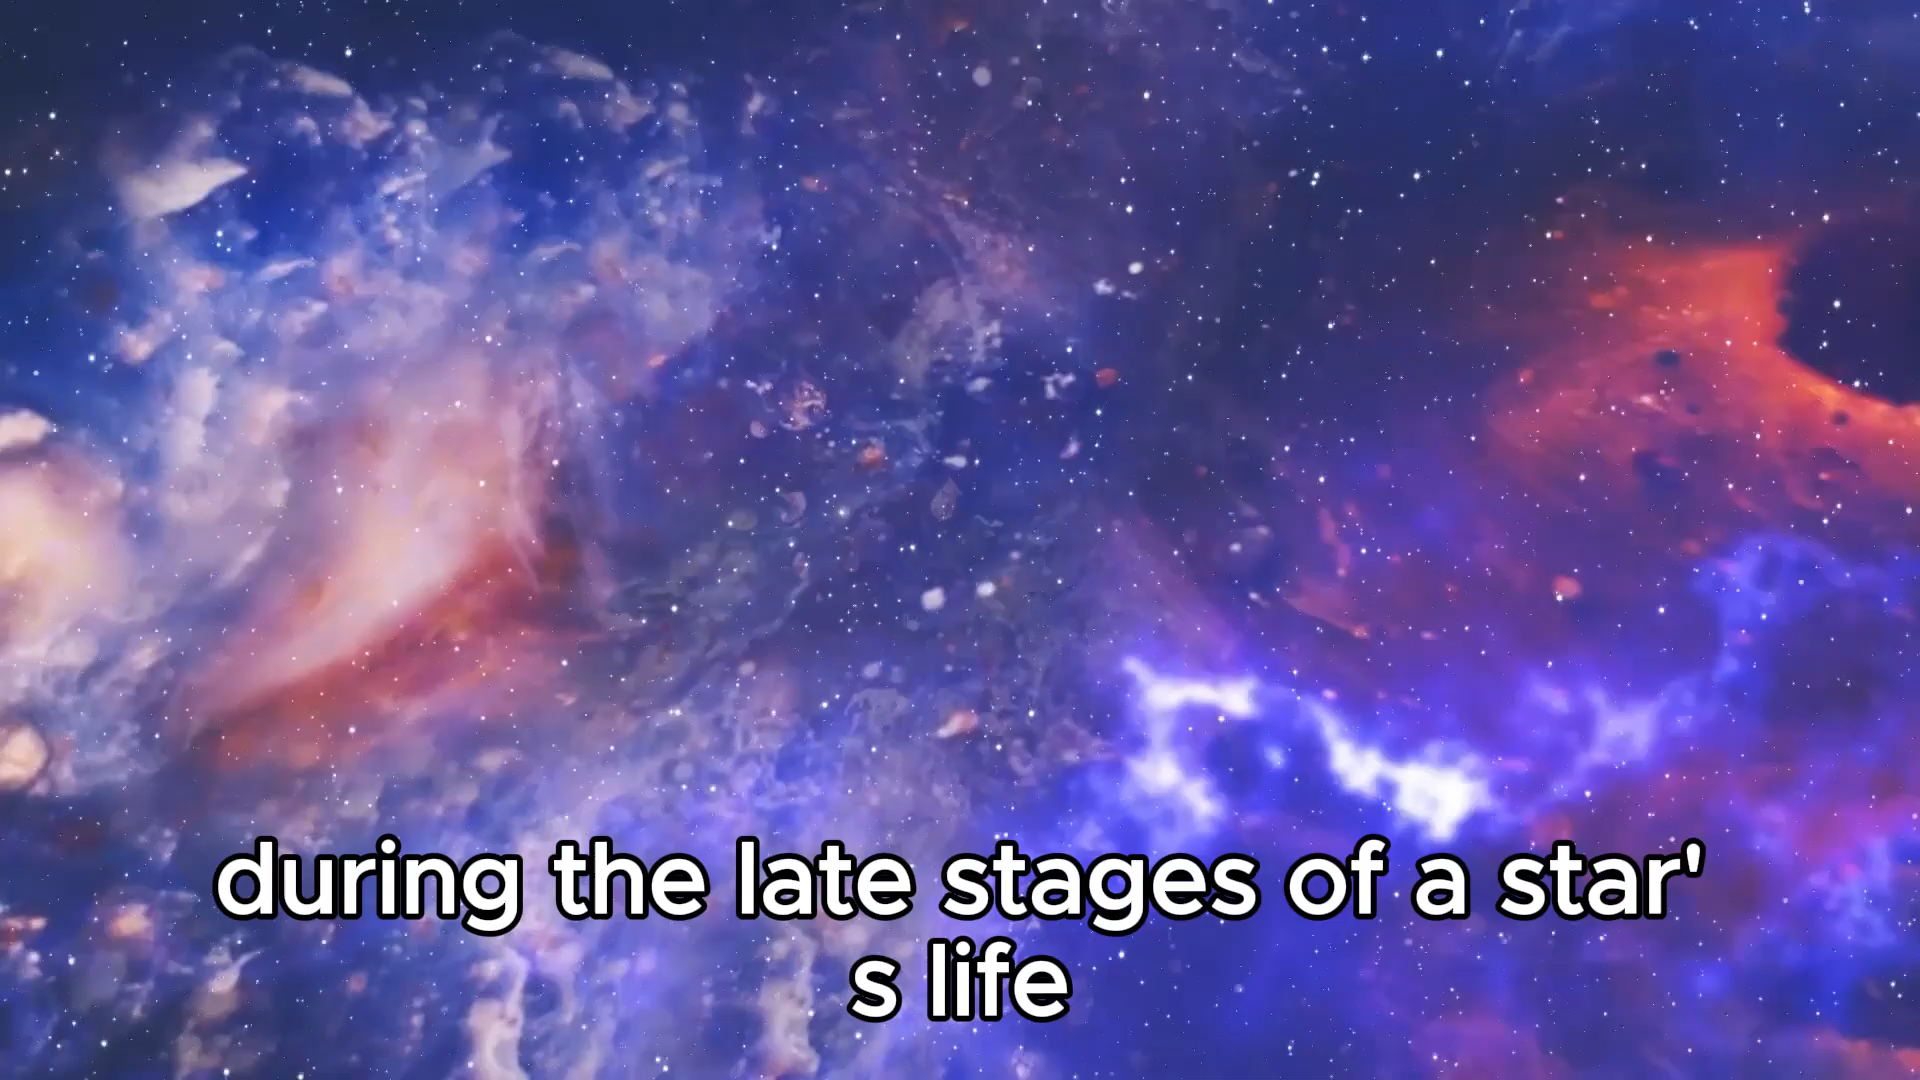 during the late stages of a star'
s life